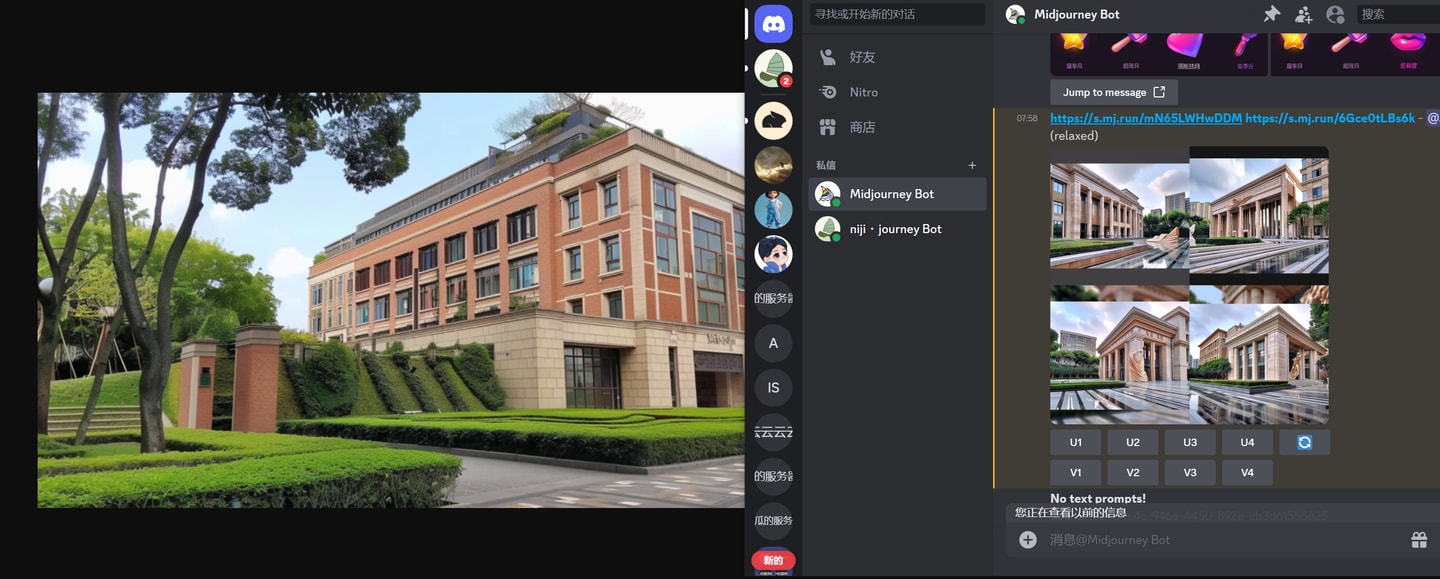 寻找或开始新的对话
好友
Nitro
商店
私信
Midjourney Bot
niji・journey Bot
2
的服务器
A
IS
的服务器
瓜的服务
新的
Midjourney Bot
搜索
Jump to message
07:58
https://s.mj.run/mN65LWHwDDM https://s.mj.run/6Gce0tLBs6k - @
(relaxed)
U1 U2 U3 U4
V1 V2 V3 V4
No text prompts!
您正在查看以前的信息
消息@Midjourney Bot